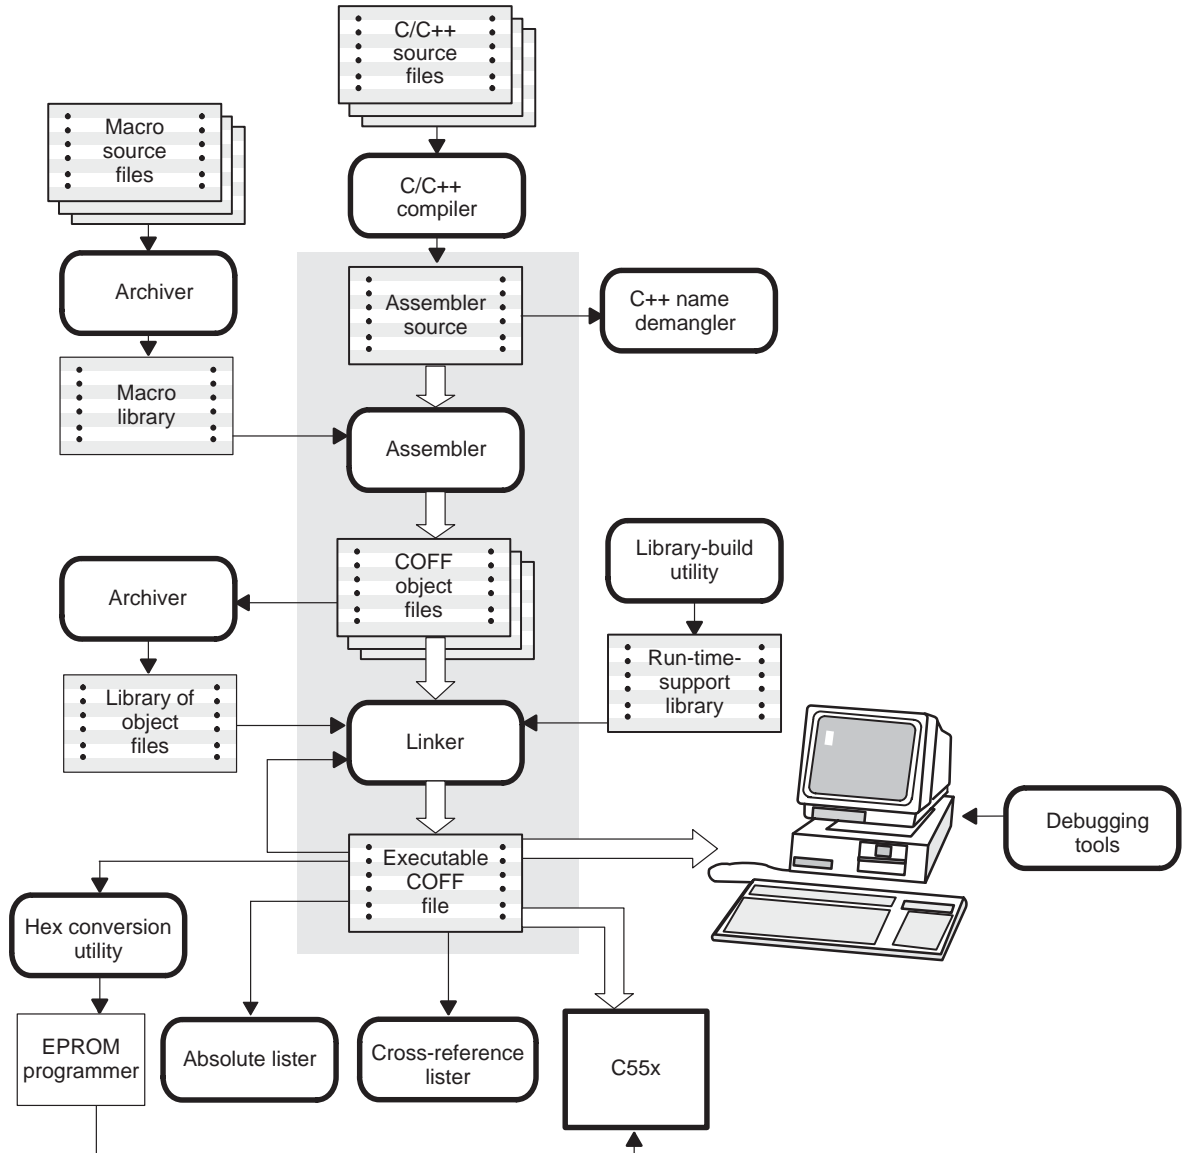 C/C++
source
files
Macro
source
files
C/C++
compiler
Archiver
Assembler
source
C++ name
demangler
Macro
library
Assembler
Library-build
utility
COFF
object
files
Archiver
Run-time-
support
library
Library of
object
files
Linker
Debugging
tools
Executable
COFF
file
Hex conversion
utility
EPROM
programmer
Absolute lister
Cross-reference
lister
C55x